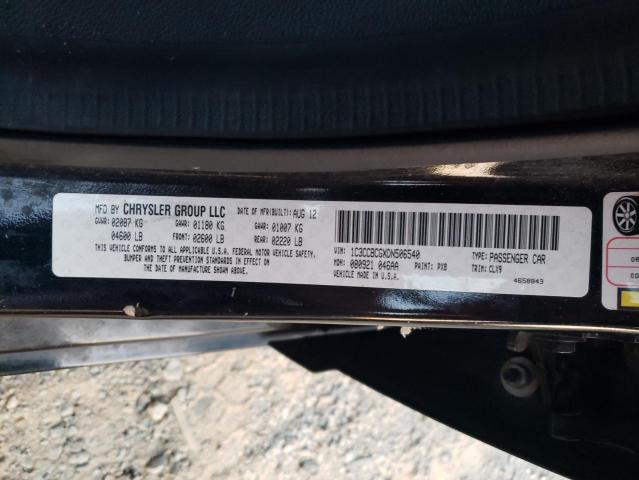 MFD BY CHRYSLER GROUP LLC
DATE OF MFR(BUILT): AUG 12
GVWR: 02087 KG GAWR: 01180 KG GAWR: 01007 KG
04600 LB FRONT: 02600 LB REAR: 02220 LB
THIS VEHICLE CONFORMS TO ALL APPLICABLE FEDERAL MOTOR VEHICLE SAFETY,
BUMPER AND THEFT PREVENTION STANDARDS IN EFFECT
ON THE DATE OF MANUFACTURE SHOWN ABOVE.
VIN: 1C3CCBCGXDN506540 TYPE: PASSENGER CAR
MDH: 080921 046AA PAINT: PXB TRIM: CLX9
VEHICLE MADE IN U.S.A.
4658843